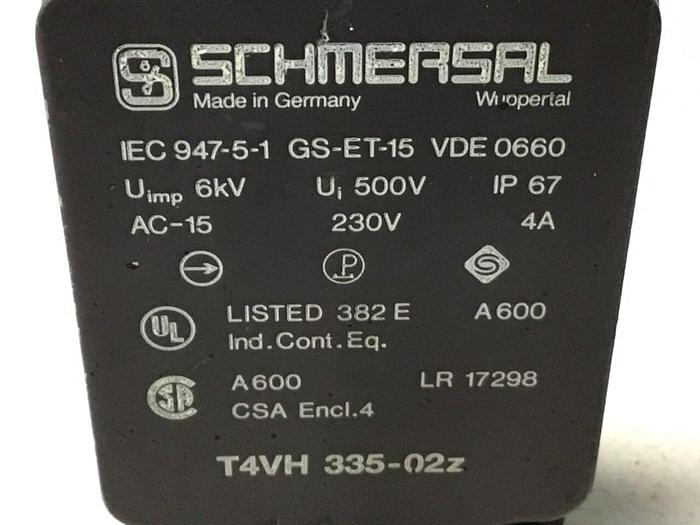 S SCHMERSAL
Made in Germany Wuppertal
IEC 947-5-1 GS-ET-15 VDE 0660
Uimp 6kV Ui 500V IP 67
AC-15 230V 4A
P S
UL LISTED 382 E A600
Ind.Cont.Eq.
CSA A600 LR 17298
CSA Encl.4
T4VH 335-02z